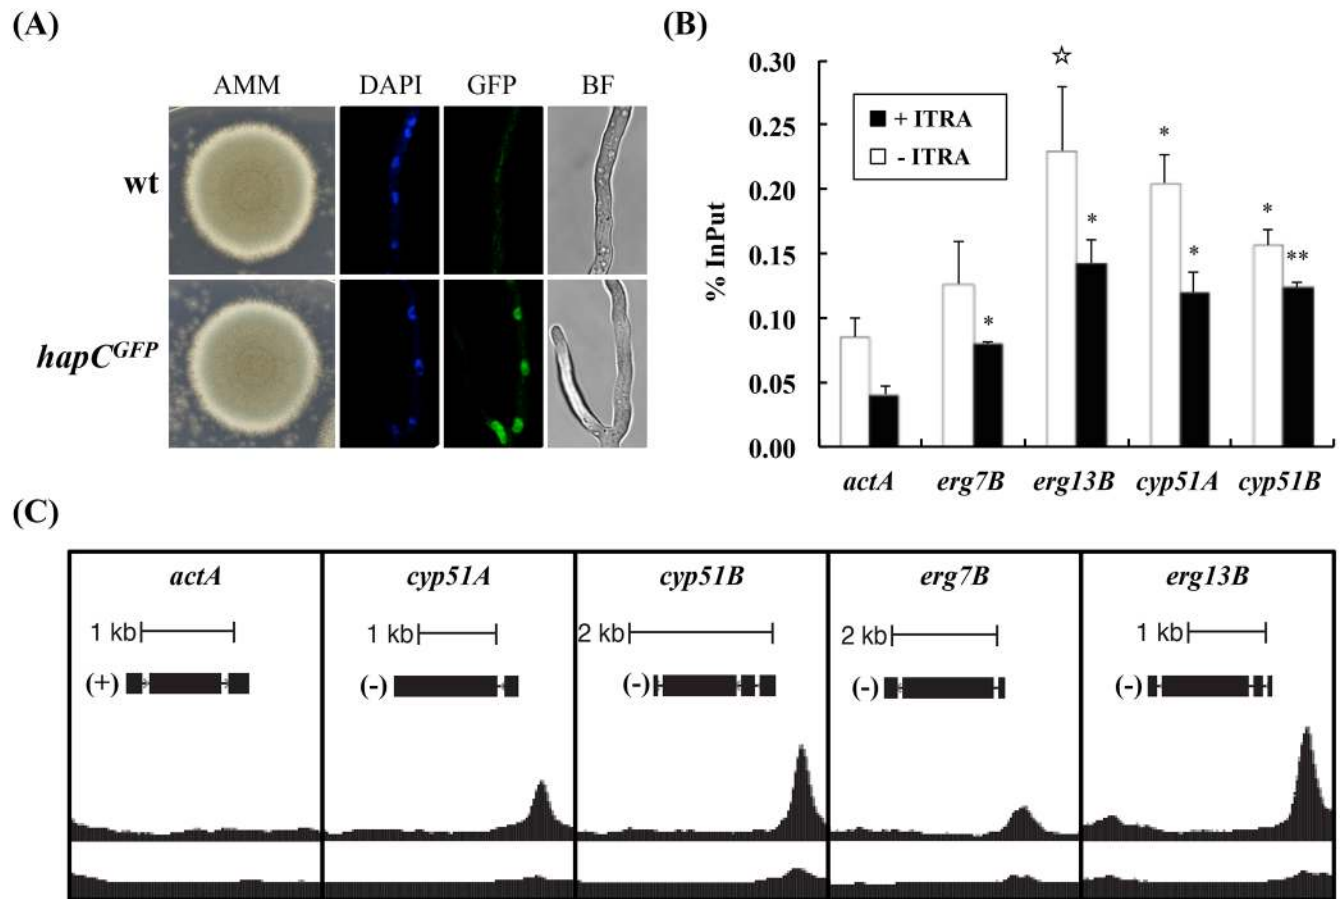 (A)
AMM DAPI GFP BF
wt
hapC^GFP
(B)
☆
0.30
0.25
0.20
0.15
0.10
0.05
0.00
% InPut
+ ITRA
- ITRA
* * * * * * **
actA erg7B erg13B cyp51A cyp51B
(C)
actA cyp51A cyp51B erg7B erg13B
1 kb 1 kb 2 kb 2 kb 1 kb
(+) (-) (-) (-) (-)